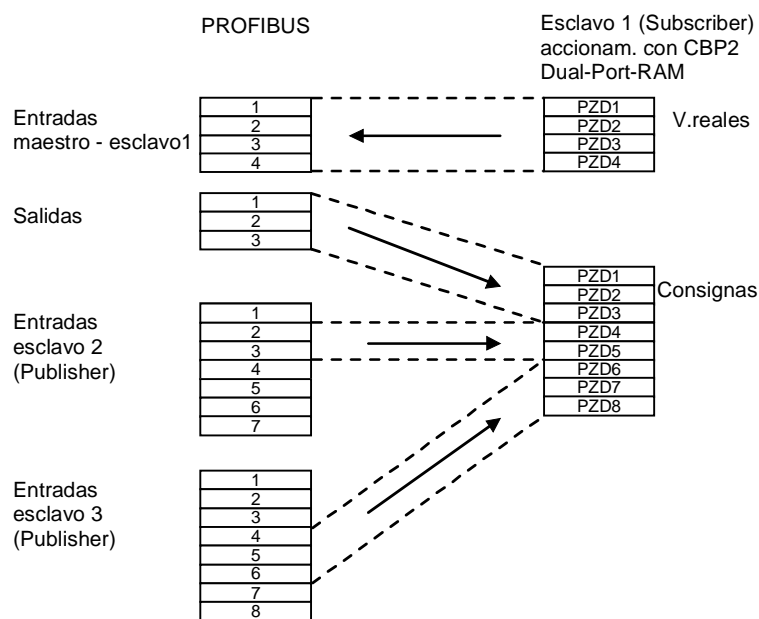 PROFIBUS
Esclavo 1 (Subscriber)
accionam. con CBP2
Dual-Port-RAM
Entradas
maestro - esclavo1
1
2
3
4
PZD1
PZD2
PZD3
PZD4
V.reales
Salidas
1
2
3
PZD1
PZD2
PZD3
PZD4
PZD5
PZD6
PZD7
PZD8
Consignas
Entradas
esclavo 2
(Publisher)
1
2
3
4
5
6
7
Entradas
esclavo 3
(Publisher)
1
2
3
4
5
6
7
8